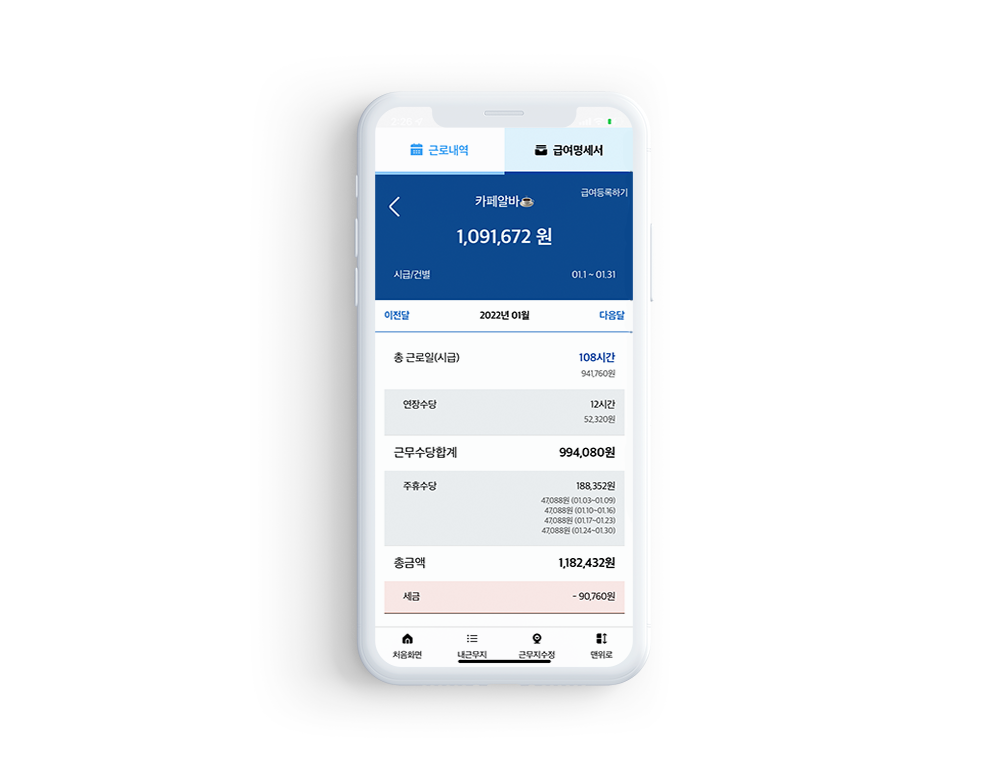 근로내역
급여명세서
급여등록하기
카페알바
1,091,672 원
시급/건별
01.1 ~ 01.31
이전달
2022년 01월
다음달
총 근로일(시급)
108시간
941,760원
연장수당
12시간
52,320원
근무수당합계
994,080원
주휴수당
188,352원
47,088원 (01.03~01.09)
47,088원 (01.10~01.16)
47,088원 (01.17~01.23)
47,088원 (01.24~01.30)
총금액
1,182,432원
세금
- 90,760원
처음화면
내근무지
근무지수정
맨위로